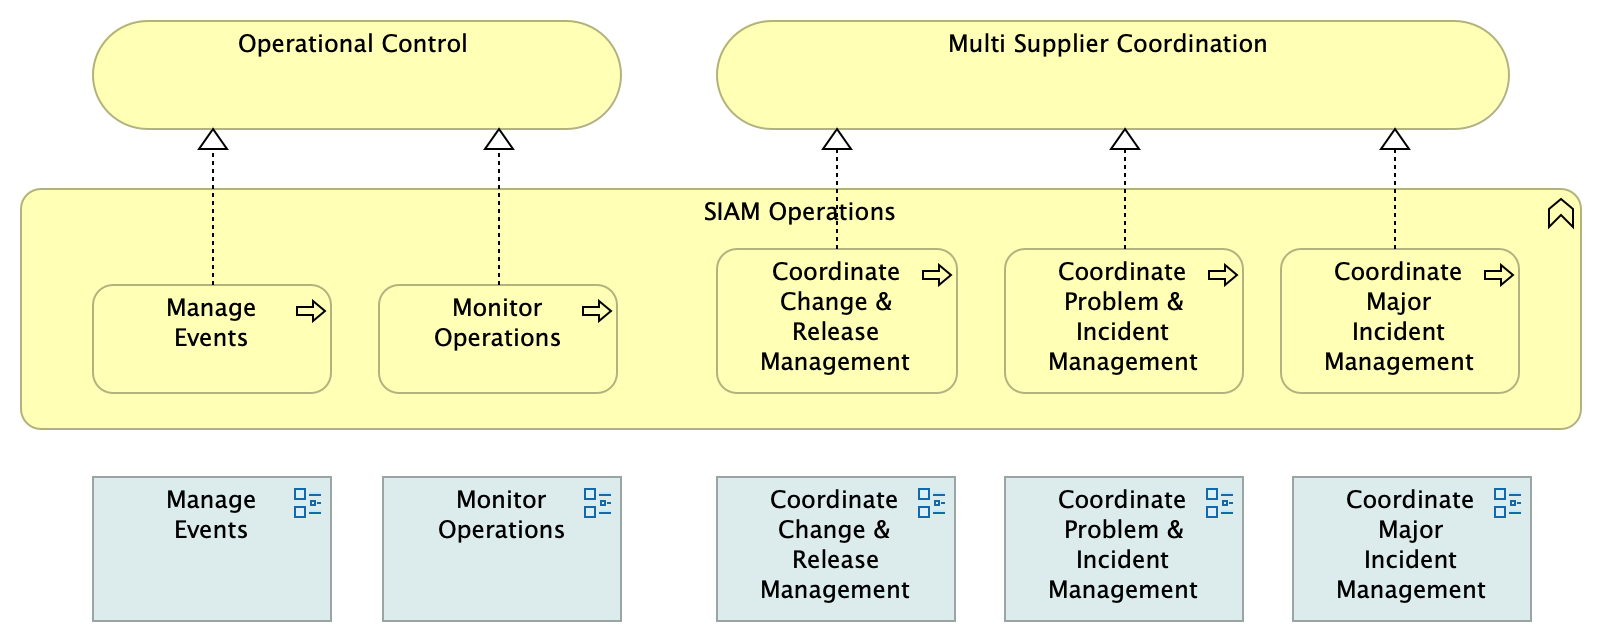 Operational Control
Multi Supplier Coordination
SIAM Operations
Manage
Events
Monitor
Operations
Coordinate
Change &
Release
Management
Coordinate
Problem &
Incident
Management
Coordinate
Major
Incident
Management
Manage
Events
Monitor
Operations
Coordinate
Change &
Release
Management
Coordinate
Problem &
Incident
Management
Coordinate
Major
Incident
Management